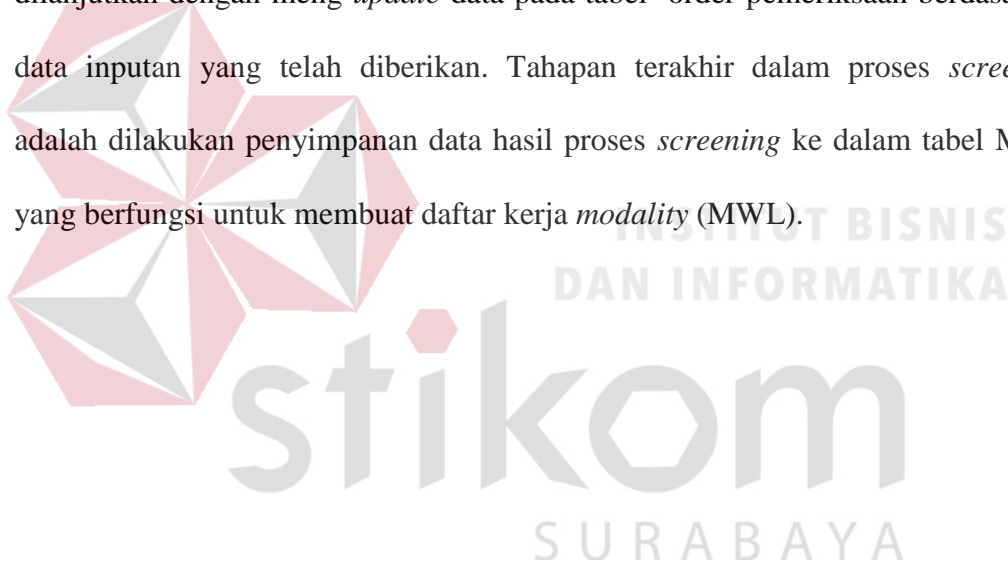 dilanjutkan dengan meng update data pada tabel order pemeriksaan
data inputan yang telah diberikan. Tahapan terakhir dalam proses
adalah dilakukan penyimpanan data hasil proses screening ke dalam tabel
yang berfungsi untuk membuat daftar kerja modality (MWL).
INSTITUT BISNIS
DAN INFORMATIKA
stikom
SURABAYA